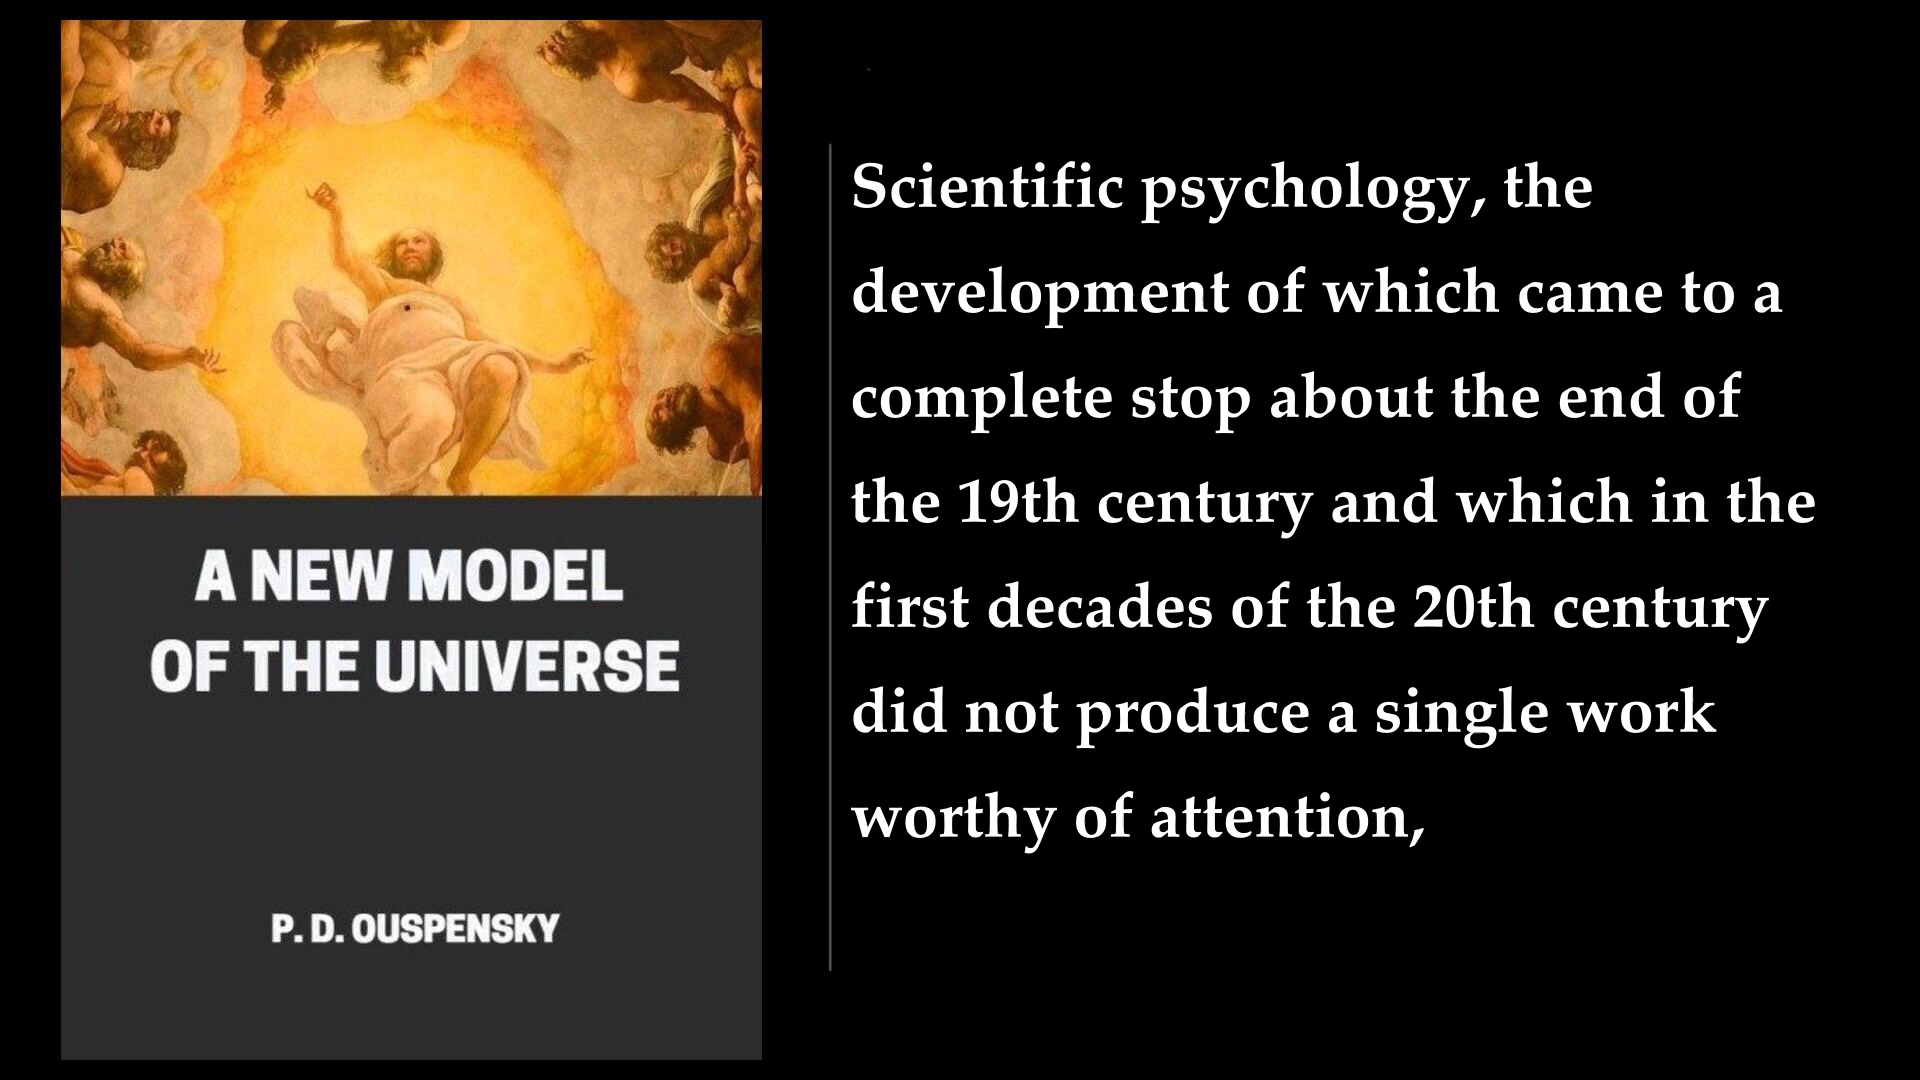 A NEW MODEL
OF THE UNIVERSE
P. D. OUSPENSKY
Scientific psychology, the
development of which came to a
complete stop about the end of
the 19th century and which in the
first decades of the 20th century
did not produce a single work
worthy of attention,